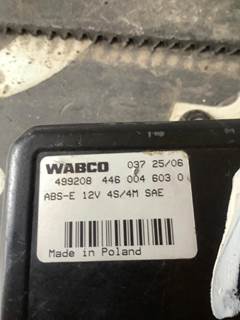 WABCO 037 25/06
499208 446 004 603 0
ABS-E 12V 4S/4M SAE
Made in Poland